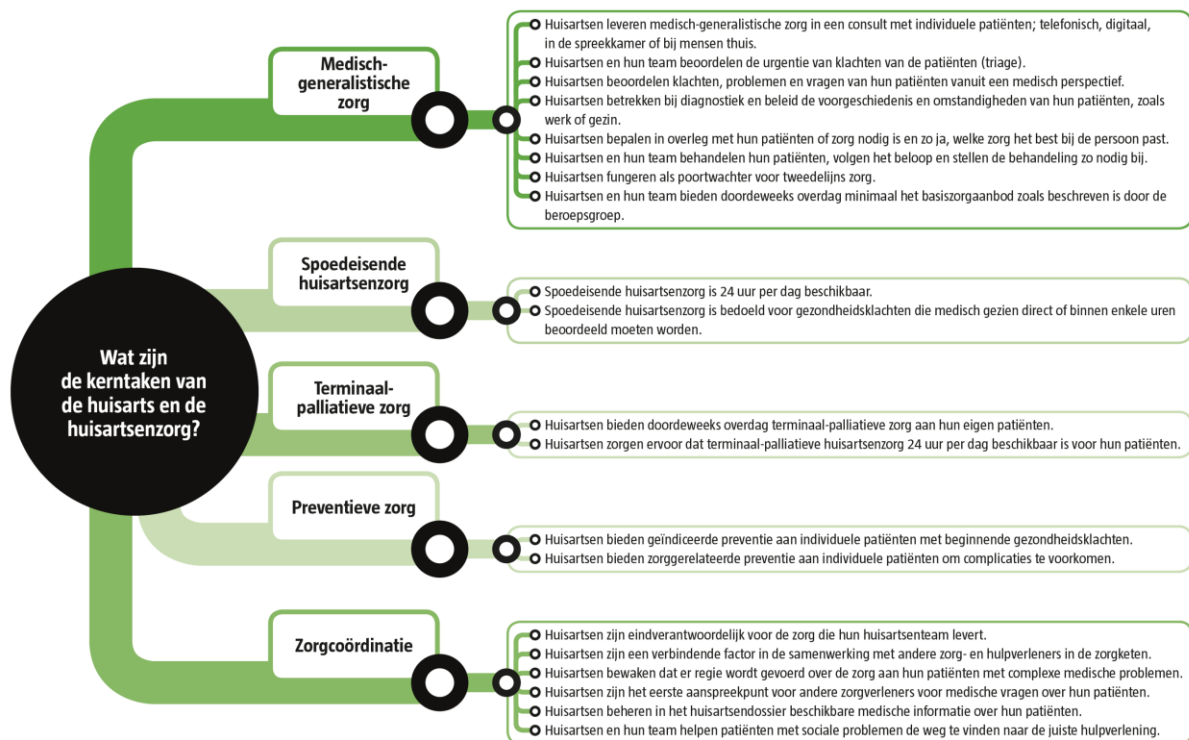 Wat zijn
de kerntaken van
de huisarts en de
huisartsenzorg?
Medisch-
generalistische
zorg
Huisartsen leveren medisch-generalistische zorg in een consult met individuele patiënten; telefonisch, digitaal,
in de spreekkamer of bij mensen thuis.
Huisartsen en hun team beoordelen de urgentie van klachten van de patiënten (triage).
Huisartsen beoordelen klachten, problemen en vragen van hun patiënten vanuit een medisch perspectief.
Huisartsen betrekken bij diagnostiek en beleid de voorgeschiedenis en omstandigheden van hun patiënten, zoals
werk of gezin.
Huisartsen bepalen in overleg met hun patiënten of zorg nodig is en zo ja, welke zorg het best bij de persoon past.
Huisartsen en hun team behandelen hun patiënten, volgen het beloop en stellen de behandeling zo nodig bij.
Huisartsen fungeren als poortwachter voor tweedelijns zorg.
Huisartsen en hun team bieden doordeweeks overdag minimaal het basiszorgaanbod zoals beschreven is door de
beroepsgroep.
Spoedeisende
huisartsenzorg
Spoedeisende huisartsenzorg is 24 uur per dag beschikbaar.
Spoedeisende huisartsenzorg is bedoeld voor gezondheidsklachten die medisch gezien direct of binnen enkele uren
beoordeeld moeten worden.
Terminaal-
palliatieve zorg
Huisartsen bieden doordeweeks overdag terminaal-palliatieve zorg aan hun eigen patiënten.
Huisartsen zorgen ervoor dat terminaal-palliatieve huisartsenzorg 24 uur per dag beschikbaar is voor hun patiënten.
Preventieve zorg
Huisartsen bieden geïndiceerde preventie aan individuele patiënten met beginnende gezondheidsklachten.
Huisartsen bieden zorggerelateerde preventie aan individuele patiënten om complicaties te voorkomen.
Zorgcoördinatie
Huisartsen zijn eindverantwoordelijk voor de zorg die hun huisartsenteam levert.
Huisartsen zijn een verbindende factor in de samenwerking met andere zorg- en hulpverleners in de zorgketen.
Huisartsen bewaken dat er regie wordt gevoerd over de zorg aan hun patiënten met complexe medische problemen.
Huisartsen zijn het eerste aanspreekpunt voor andere zorgverleners voor medische vragen over hun patiënten.
Huisartsen beheren in het huisartsendossier beschikbare medische informatie over hun patiënten.
Huisartsen en hun team helpen patiënten met sociale problemen de weg te vinden naar de juiste hulpverlening.